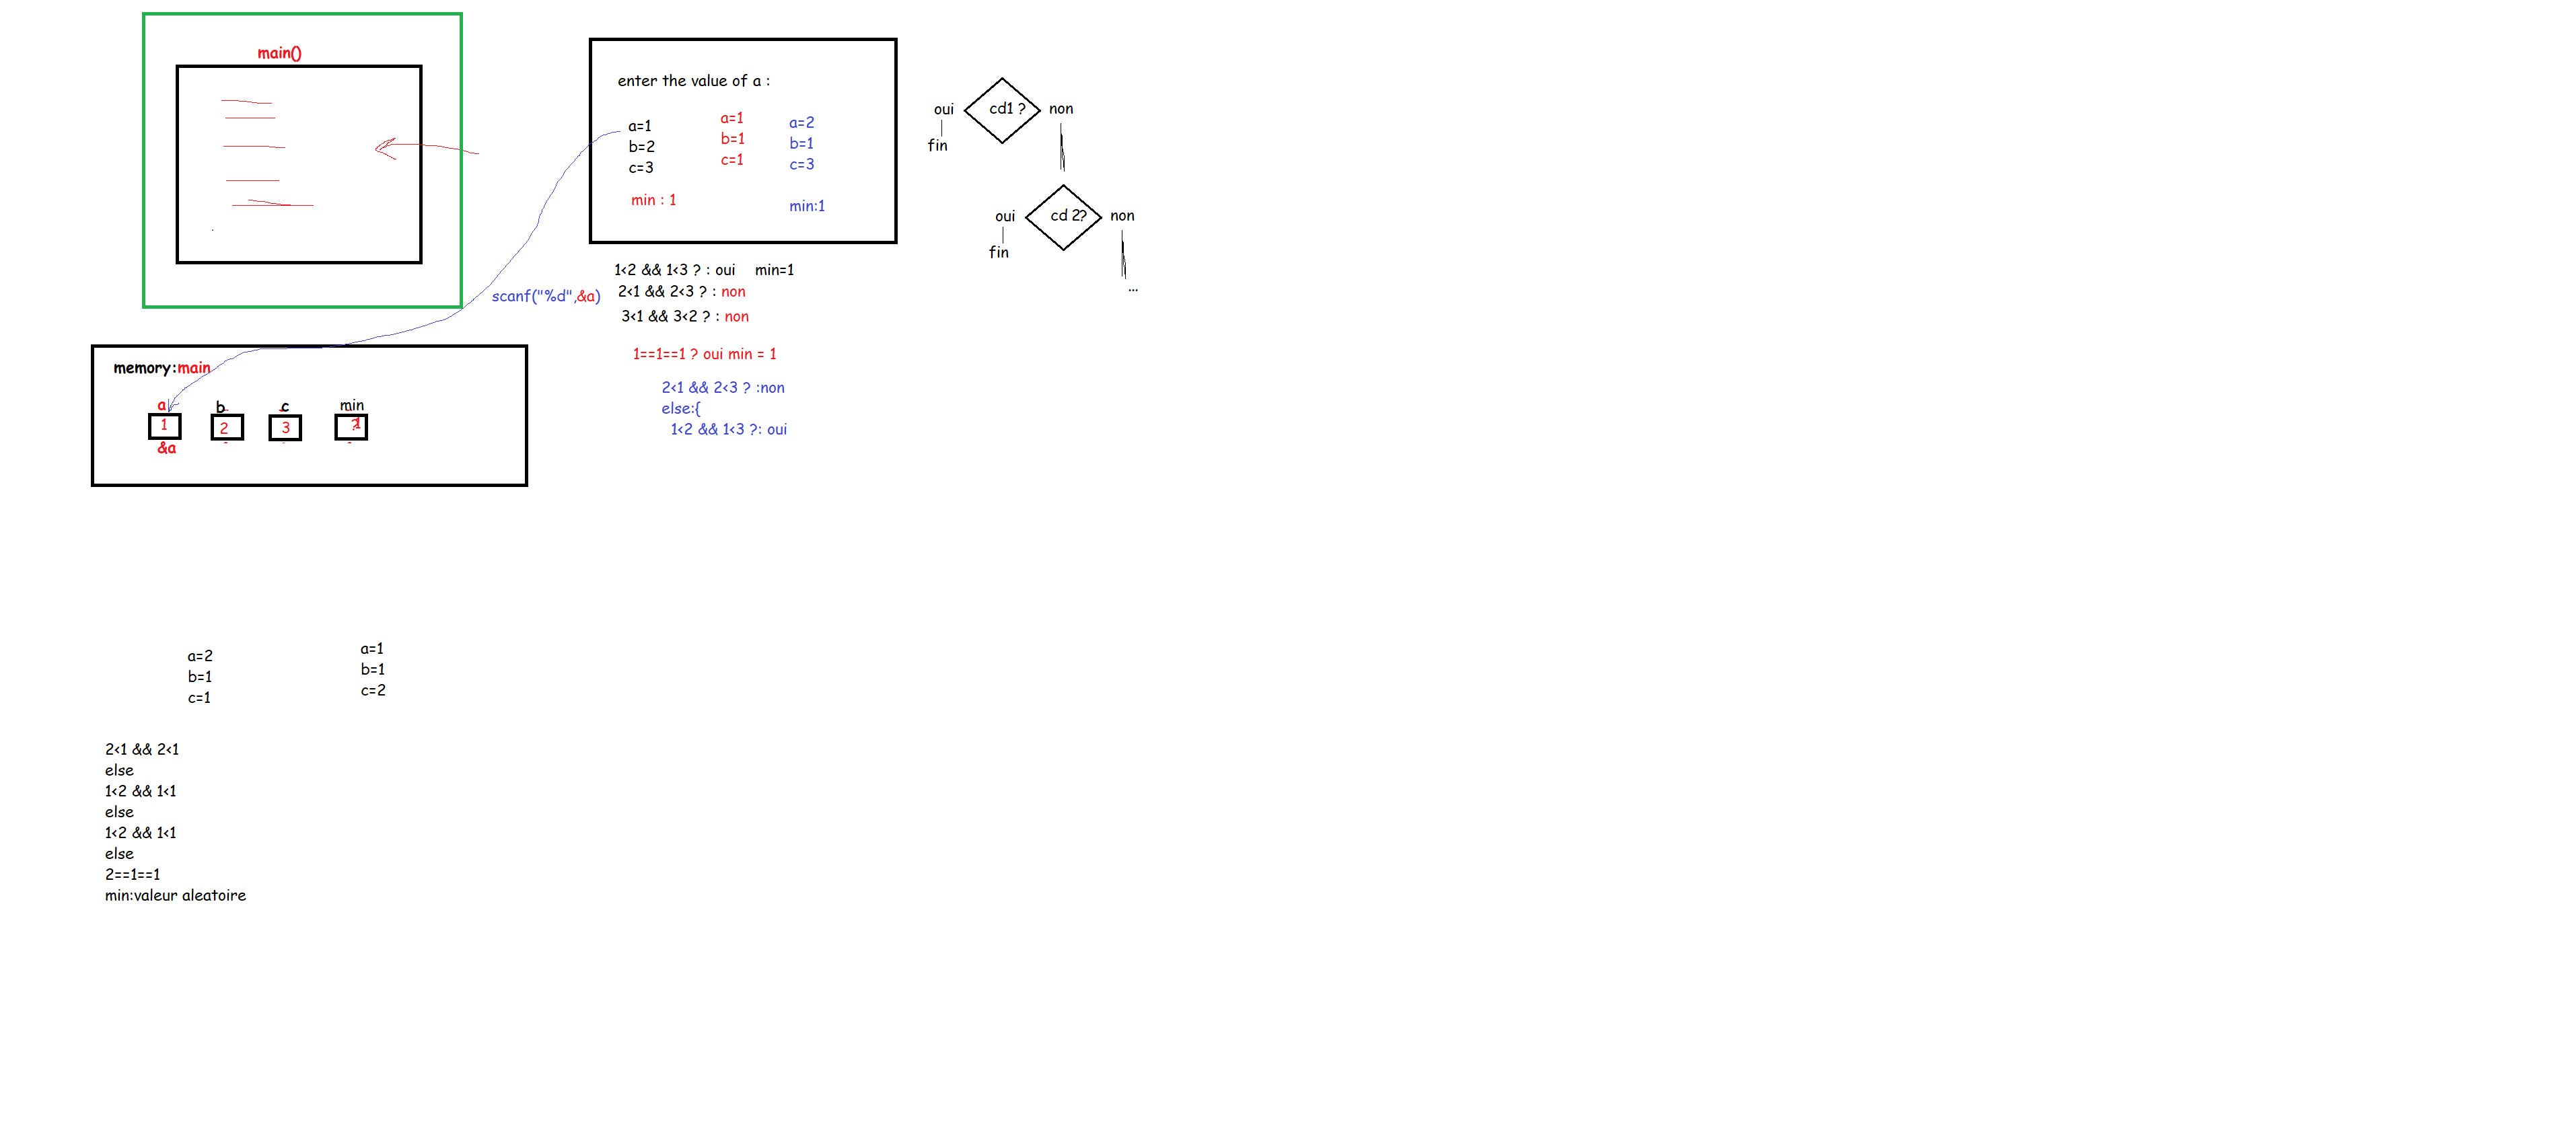 main()
enter the value of a :
a=1
b=2
c=3
a=1
b=1
c=1
a=2
b=1
c=3
min : 1
min:1
oui
cd1 ?
non
fin
oui
cd 2?
non
fin
...
scanf("%d",&a)
1<2 && 1<3 ? : oui min=1
2<1 && 2<3 ? : non
3<1 && 3<2 ? : non
1==1==1 ? oui min = 1
2<1 && 2<3 ? :non
else:{
1<2 && 1<3 ?: oui
memory:main
a b c min
1 2 3 1
&a
a=2
b=1
c=1
a=1
b=1
c=2
2<1 && 2<1
else
1<2 && 1<1
else
1<2 && 1<1
else
2==1==1
min:valeur aleatoire